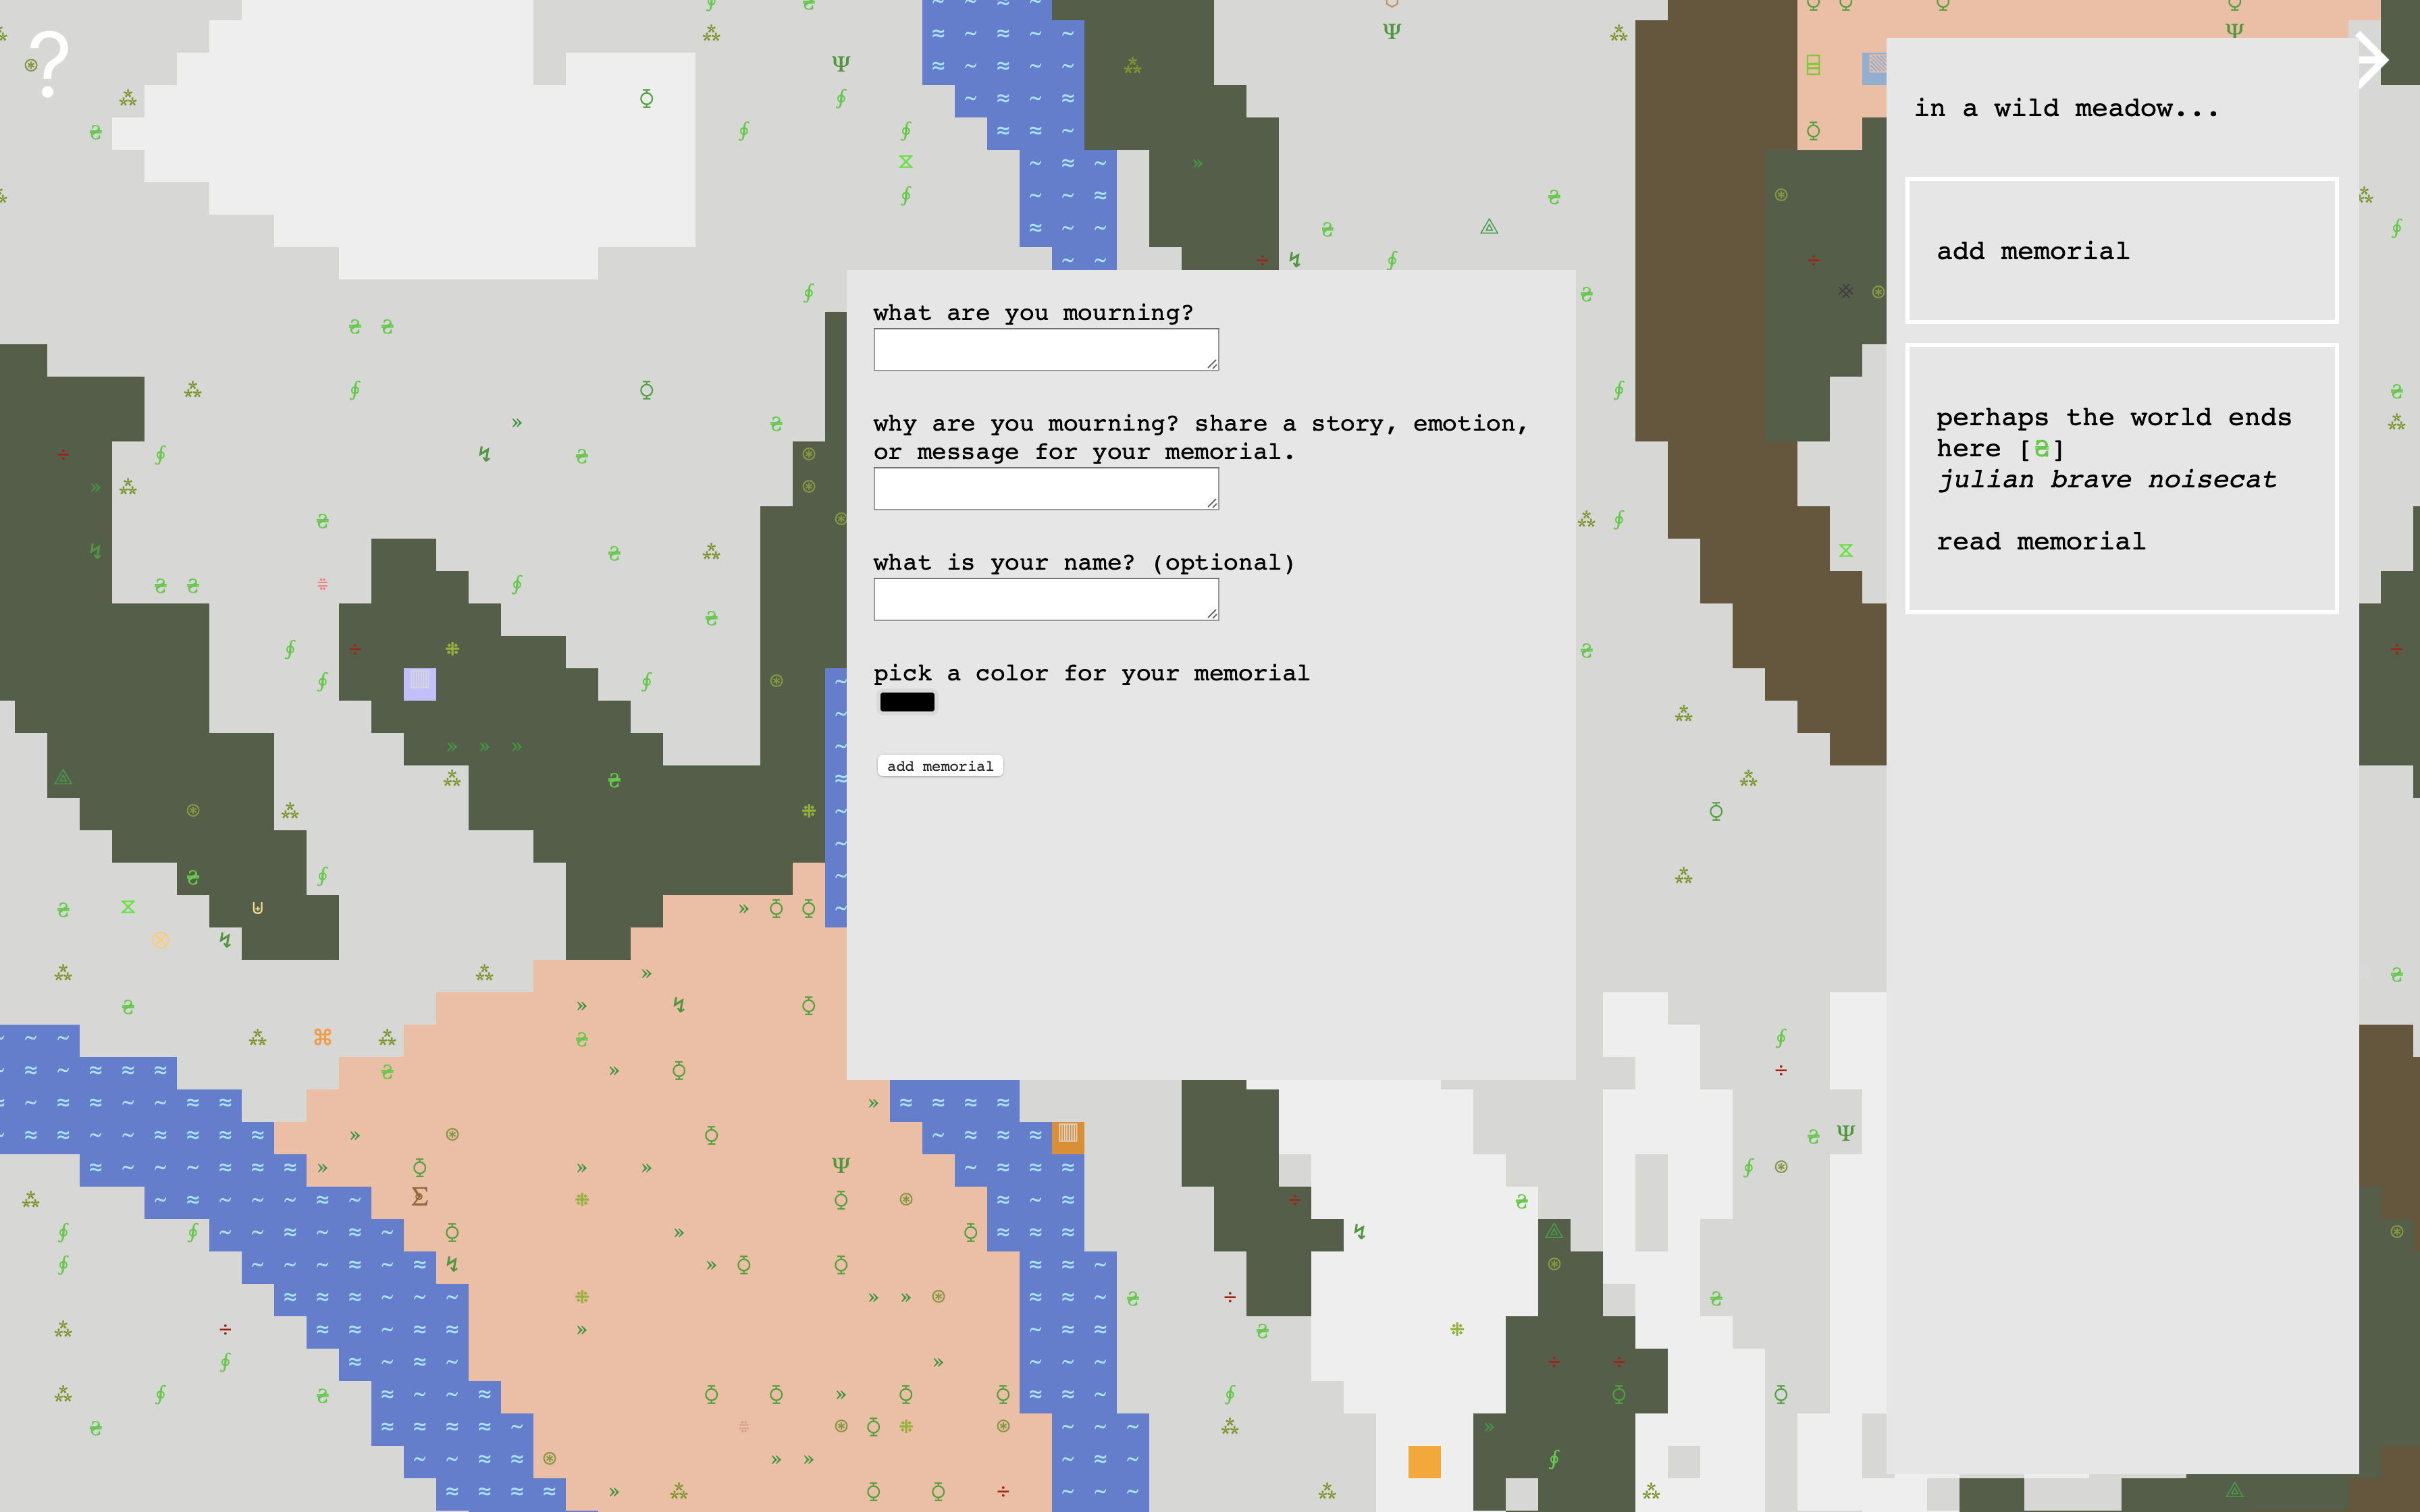 ?
in a wild meadow...
add memorial
perhaps the world ends
here [₴]
julian brave noisecat
read memorial
what are you mourning?
why are you mourning? share a story, emotion,
or message for your memorial.
what is your name? (optional)
pick a color for your memorial
add memorial